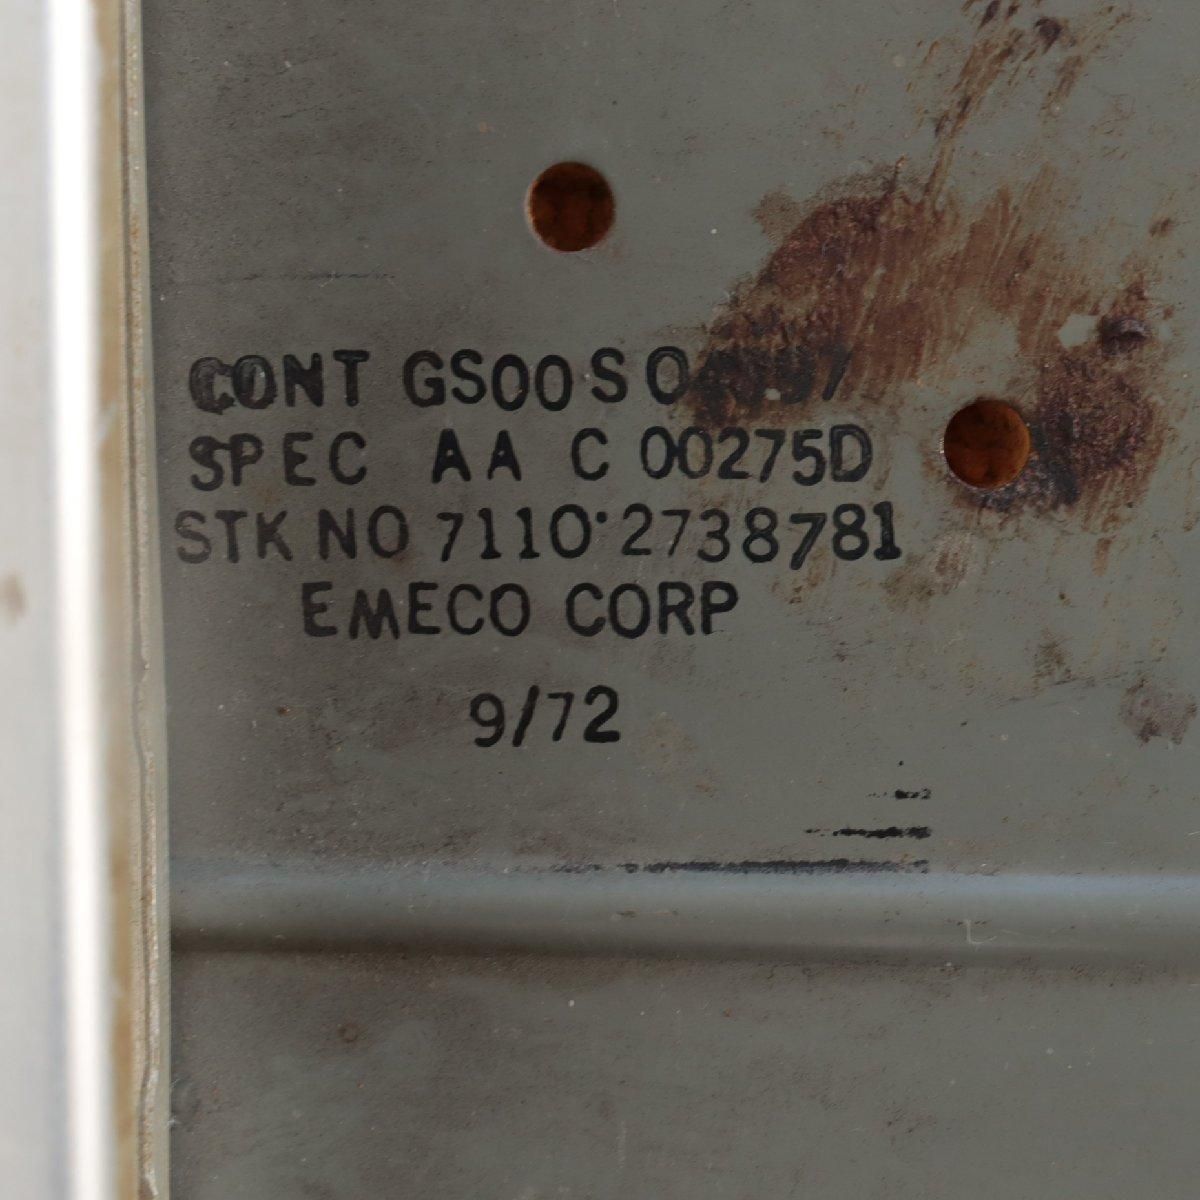 CONT
SPEC AA C 00275D
STK NO 7110·2738781
EMECO CORP
9/72